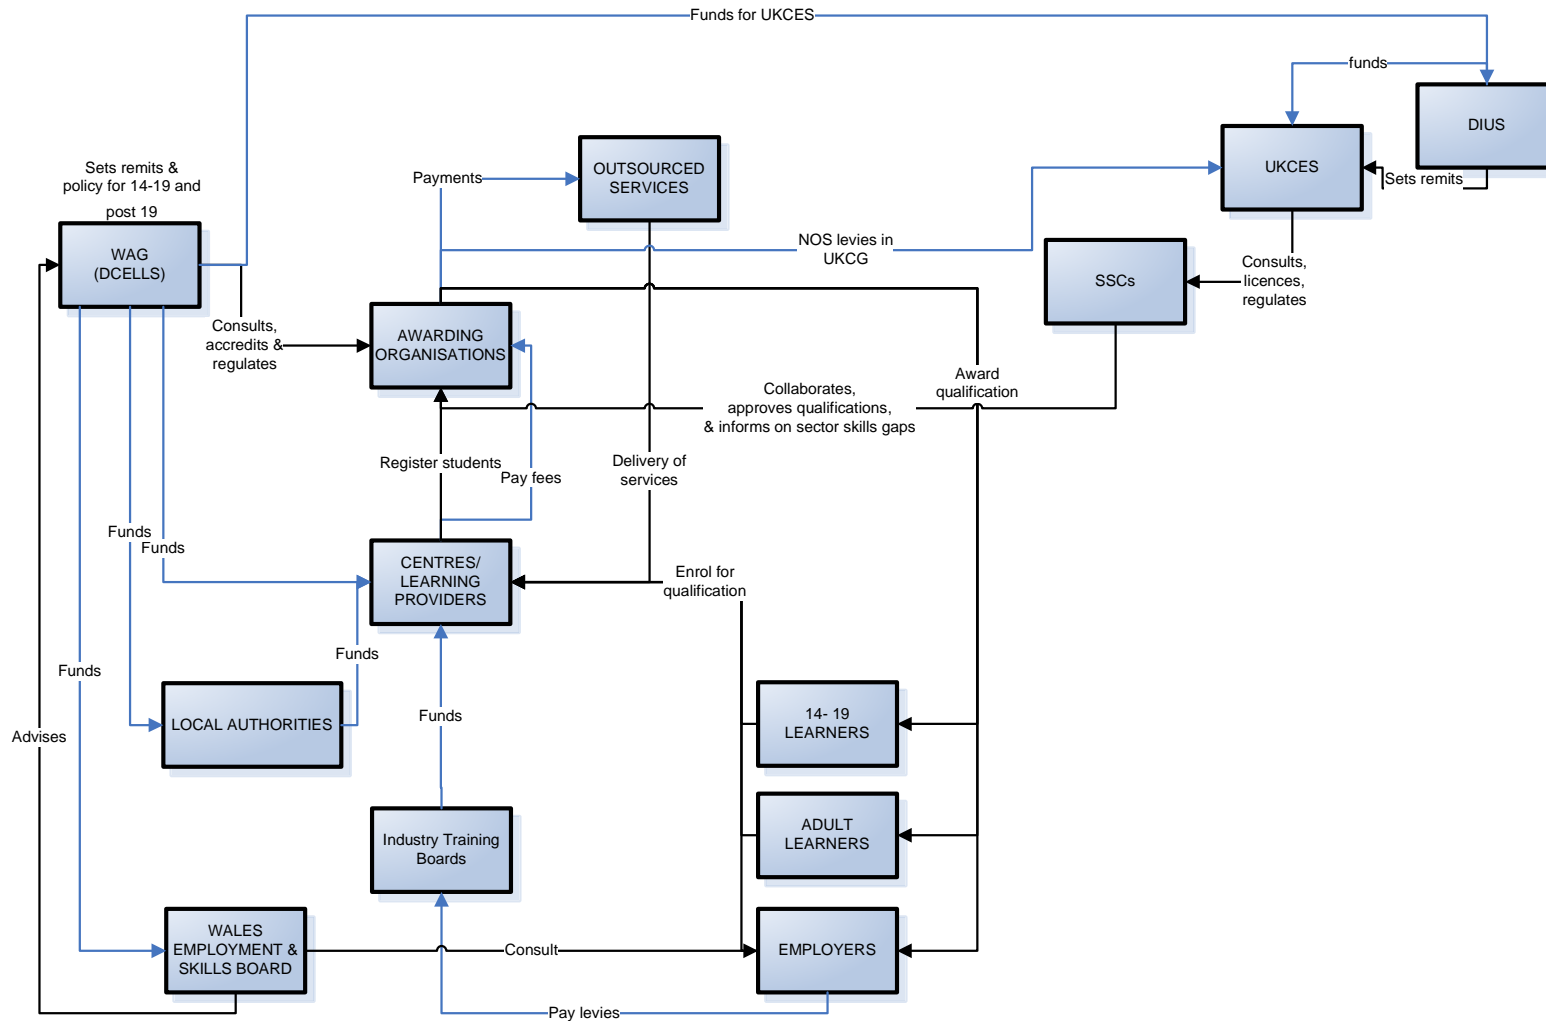 Funds for UKCES
funds
DIUS
UKCES
Sets remits
OUTSOURCED
SERVICES
Payments
Sets remits &
policy for 14-19 and
post 19
WAG
(DCELLS)
NOS levies in
UKCG
Consults,
licences,
regulates
SSCs
Consults,
accredits &
regulates
AWARDING
ORGANISATIONS
Award
qualification
Collaborates,
approves qualifications,
& informs on sector skills gaps
Register students
Pay fees
Delivery of
services
Funds
Funds
CENTRES/
LEARNING
PROVIDERS
Enrol for
qualification
Funds
Funds
LOCAL AUTHORITIES
Funds
14- 19
LEARNERS
Advises
Industry Training
Boards
ADULT
LEARNERS
WALES
EMPLOYMENT &
SKILLS BOARD
Consult
EMPLOYERS
Pay levies